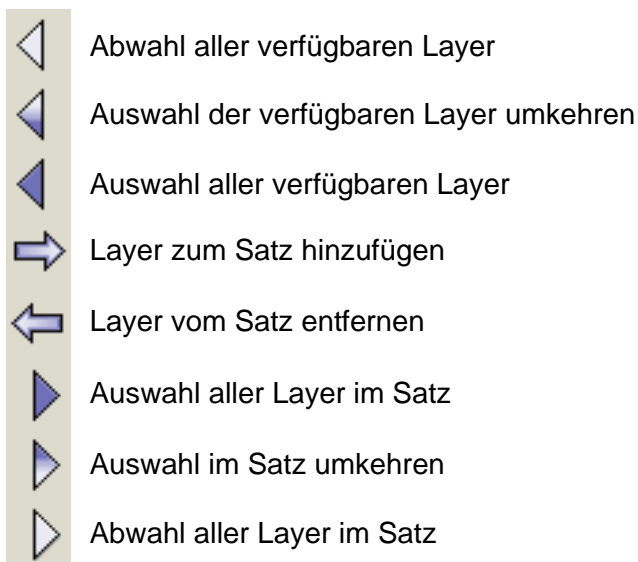 Abwahl aller verfügbaren Layer
Auswahl der verfügbaren Layer umkehren
Auswahl aller verfügbaren Layer
Layer zum Satz hinzufügen
Layer vom Satz entfernen
Auswahl aller Layer im Satz
Auswahl im Satz umkehren
Abwahl aller Layer im Satz